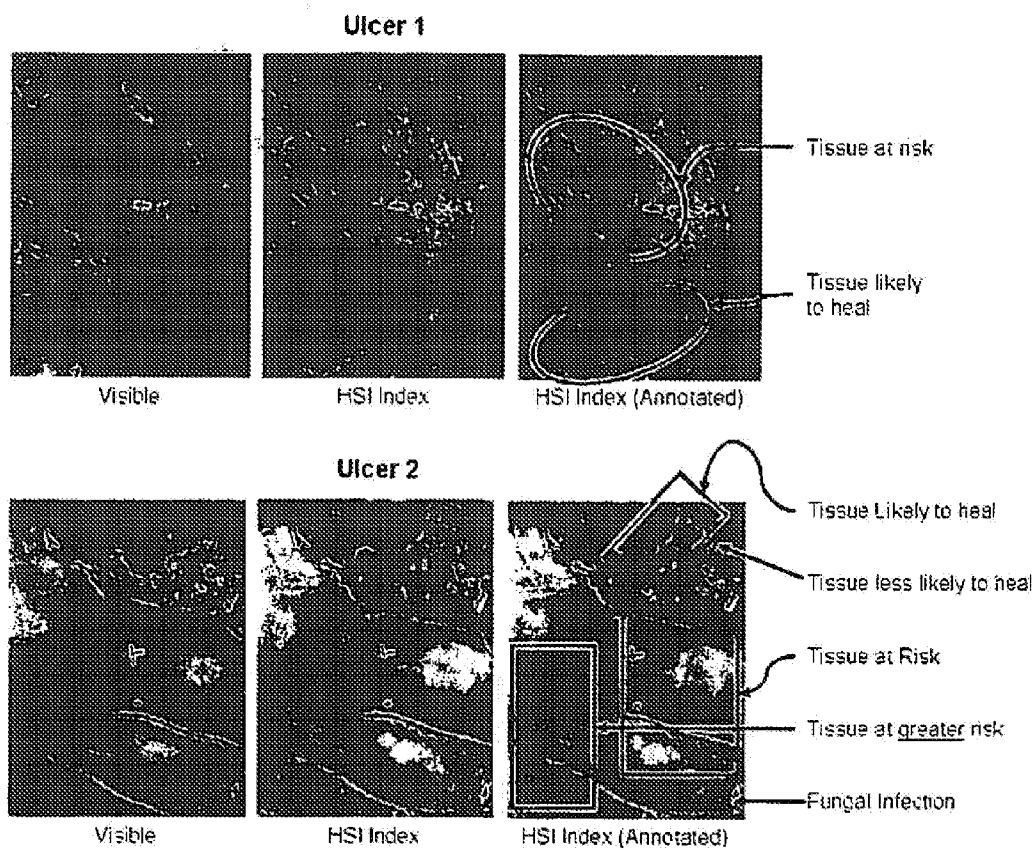 Ulcer 1
Tissue at risk
Tissue likely
to heal
Visible
HSI Index
HSI Index (Annotated)
Ulcer 2
Tissue Likely to heal
Tissue less likely to heal
Tissue at Risk
Tissue at greater risk
Fungal Infection
Visible
HSI Index
HSI Index (Annotated)